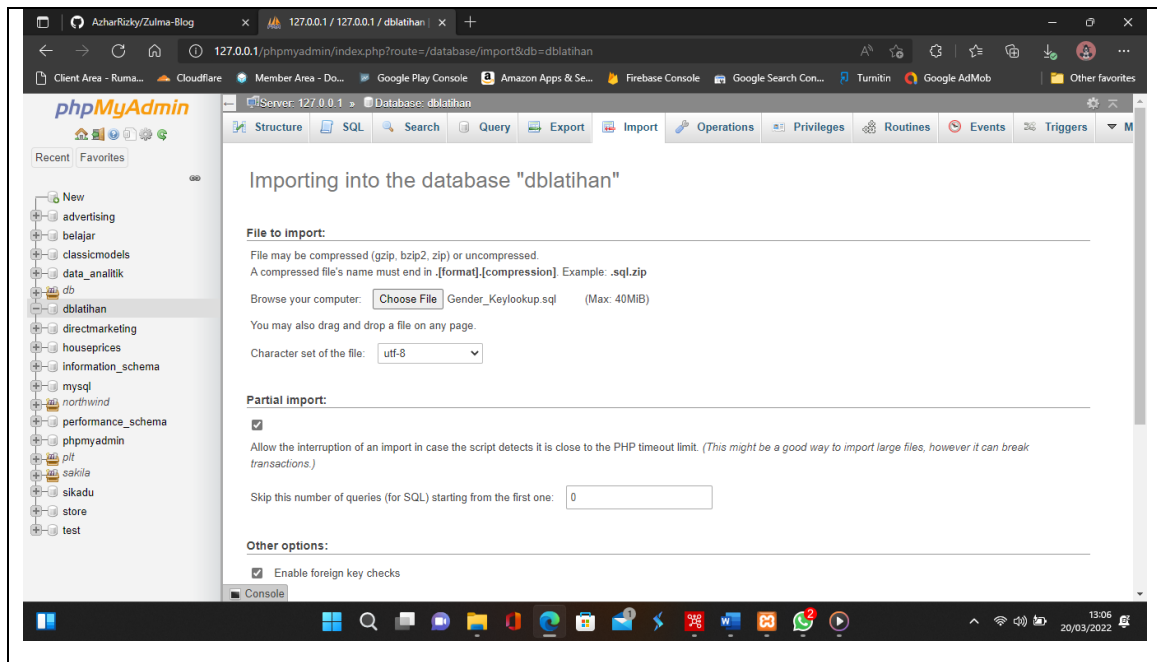 AzharRizky/Zulma-Blog
127.0.0.1 / 127.0.0.1 / dblatihan |
127.0.0.1/phpmyadmin/index.php?route=/database/import&db=dblatihan
Client Area - Ruma...
Cloudflare
Member Area - Do...
Google Play Console
Amazon Apps & Se...
Firebase Console
Google Search Con...
Turnitin
Google AdMob
Other favorites
phpMyAdmin
Recent
Favorites
New
advertising
belajar
classicmodels
data_analitik
db
dblatihan
directmarketing
houseprices
information_schema
mysql
northwind
performance_schema
phpmyadmin
plt
sakila
sikadu
store
test
Server: 127.0.0.1 » Database: dblatihan
Structure
SQL
Search
Query
Export
Import
Operations
Privileges
Routines
Events
Triggers
M
Importing into the database "dblatihan"
File to import:
File may be compressed (gzip, bzip2, zip) or uncompressed.
A compressed file's name must end in .[format].[compression]. Example: .sql.zip
Browse your computer: Choose File Gender_Keylookup.sql (Max: 40MiB)
You may also drag and drop a file on any page.
Character set of the file: utf-8
Partial import:
Allow the interruption of an import in case the script detects it is close to the PHP timeout limit. (This might be a good way to import large files, however it can break
transactions.)
Skip this number of queries (for SQL) starting from the first one: 0
Other options:
Enable foreign key checks
Console
2
13:06
20/03/2022